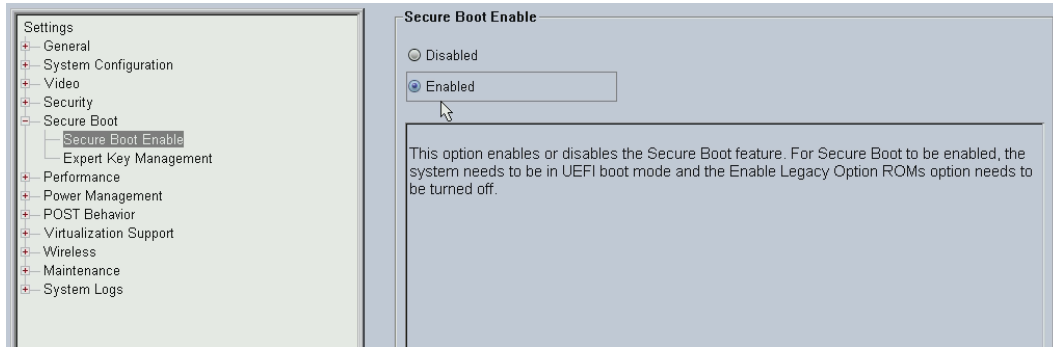 Settings
General
System Configuration
Video
Security
Secure Boot
Secure Boot Enable
Expert Key Management
Performance
Power Management
POST Behavior
Virtualization Support
Wireless
Maintenance
System Logs
Secure Boot Enable
Disabled
Enabled
This option enables or disables the Secure Boot feature. For Secure Boot to be enabled, the
system needs to be in UEFI boot mode and the Enable Legacy Option ROMs option needs to
be turned off.